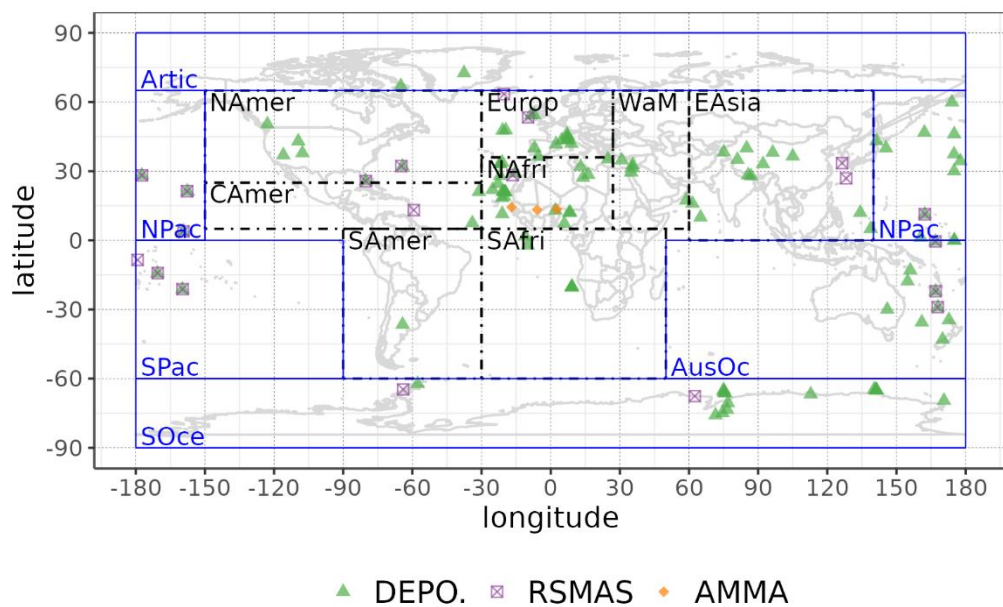 90
Artic
60
NAmer Europ WaM EAsia
30
NAfri
CAmer
NPac SAmer SAfri NPac
0
-30
SPac AusOc
-60
SOce
-90
-180 -150 -120 -90 -60 -30 0 30 60 90 120 150 180
latitude
longitude
DEPO. RSMAS AMMA